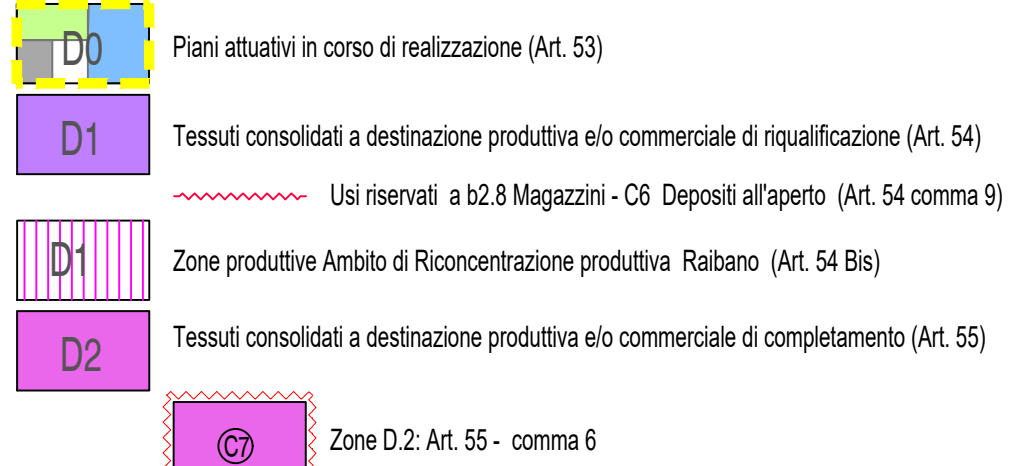 D0 Piani attuativi in corso di realizzazione (Art. 53)
D1 Tessuti consolidati a destinazione produttiva e/o commerciale di riqualificazione (Art. 54)
Usi riservati a b2.8 Magazzini - C6 Depositi all'aperto (Art. 54 comma 9)
D1 Zone produttive Ambito di Riconcentrazione produttiva Raibano (Art. 54 Bis)
D2 Tessuti consolidati a destinazione produttiva e/o commerciale di completamento (Art. 55)
C7 Zone D.2: Art. 55 - comma 6